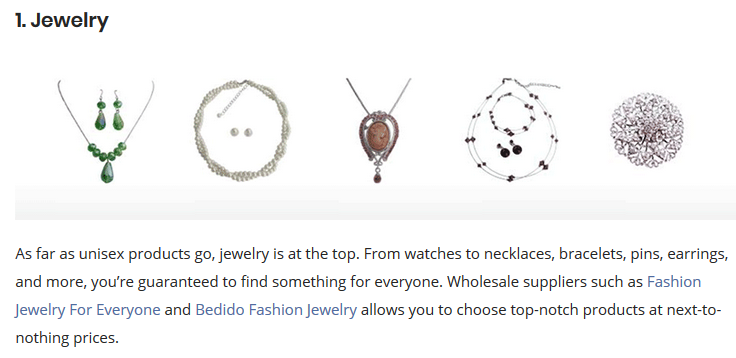 1. Jewelry
As far as unisex products go, jewelry is at the top. From watches to necklaces, bracelets, pins, earrings,
and more, you’re guaranteed to find something for everyone. Wholesale suppliers such as Fashion
Jewelry For Everyone and Bedido Fashion Jewelry allows you to choose top-notch products at next-to-
nothing prices.